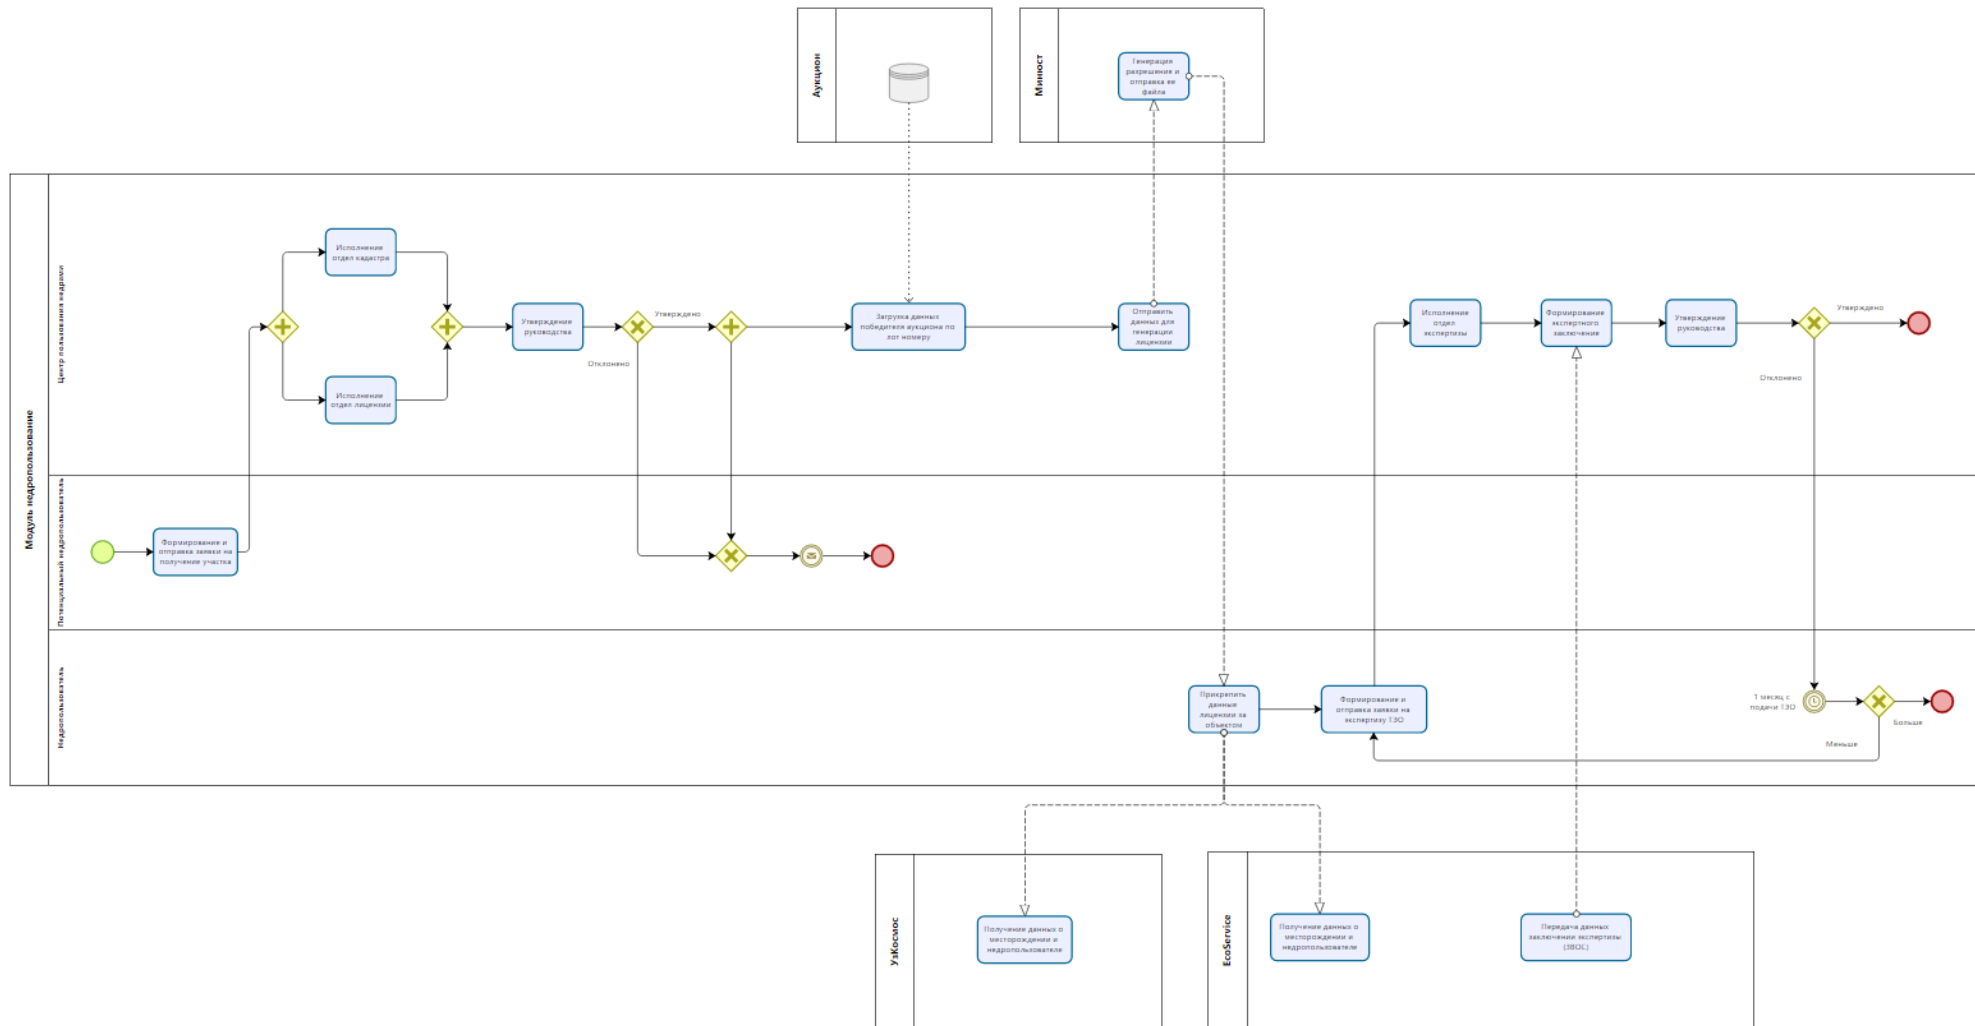 Аукцион
Минюст
Генерация
разрешение и
отправка ее
файла
Модуль недропользование
Центр пользования недрами
Исполнение
отдел кадастра
Исполнение
отдел лицензии
Утверждение
руководства
Утверждено
Отклонено
Загрузка данных
победителя аукциона по
лот номеру
Отправить
данных для
генерации
лицензии
Исполнение
отдел
экспертизы
Формирование
экспертного
заключение
Утверждение
руководства
Утверждено
Отклонено
Потенциальный недропользователь
Формирование и
отправка заявки на
получение участка
Недропользователь
Прикрепить
данные
лицензии за
объектом
Формирование и
отправка заявки на
экспертизу ТЭО
1 месяц с
подачи ТЭО
Больше
Меньше
УзКосмос
Получение данных о
месторождении и
недропользователе
EcoService
Получение данных о
месторождении и
недропользователе
Передача данных
заключении экспертизы
(ЗВОС)